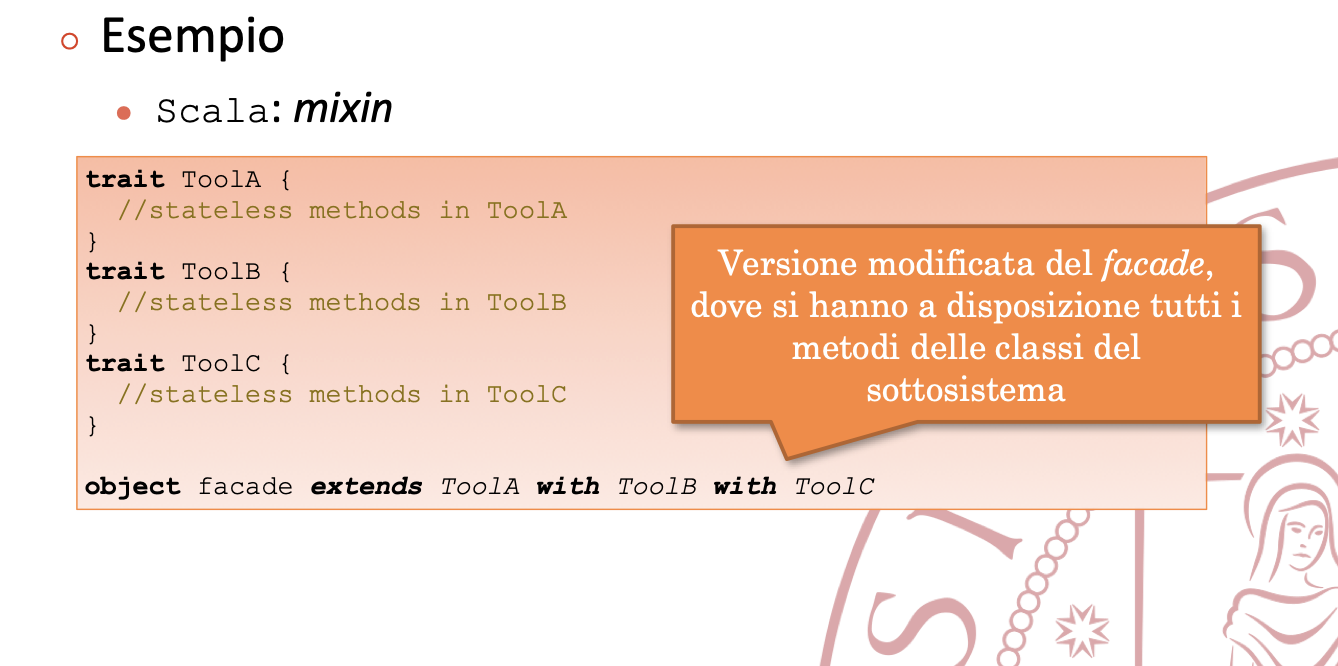 Esempio
Scala: mixin
trait ToolA {
//stateless methods in ToolA
}
trait ToolB {
//stateless methods in ToolB
}
trait ToolC {
//stateless methods in ToolC
}
object facade extends ToolA with ToolB with ToolC
Versione modificata del facade,
dove si hanno a disposizione tutti i
metodi delle classi del
sottosistema